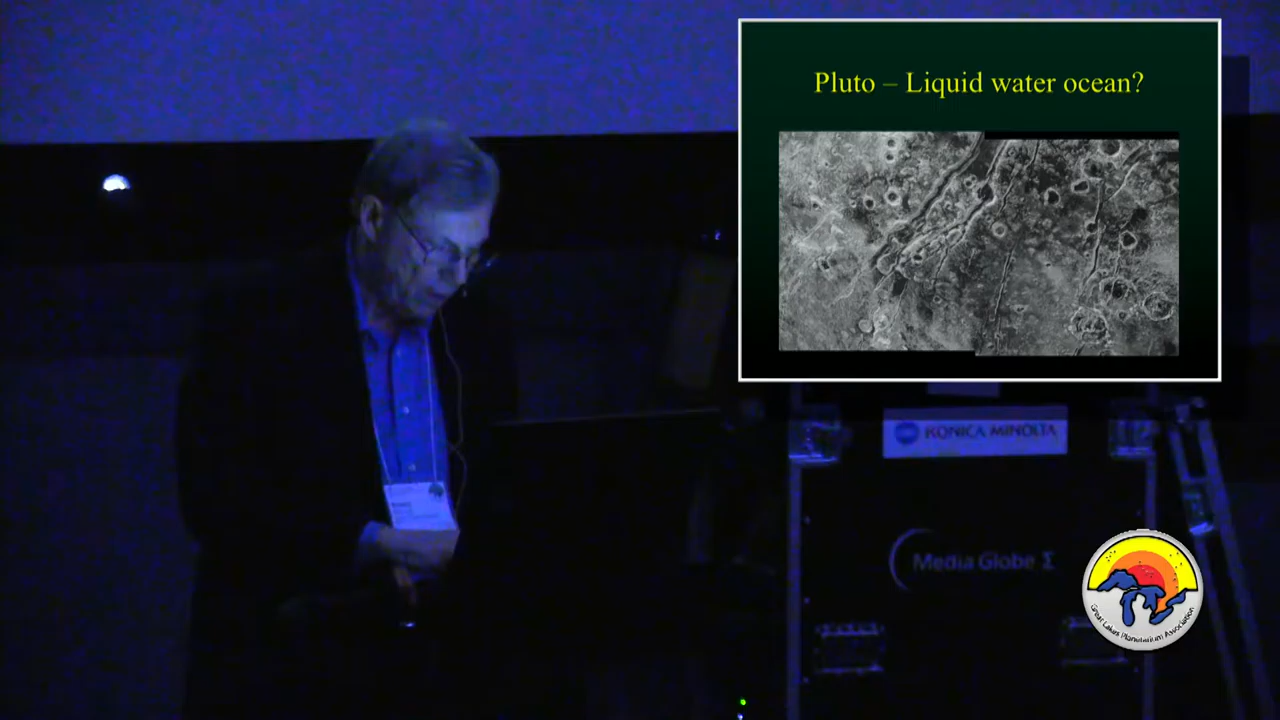 Pluto – Liquid water ocean?
KONICA MINOLTA
Media Globe Σ
Great Lakes Planetarium Association